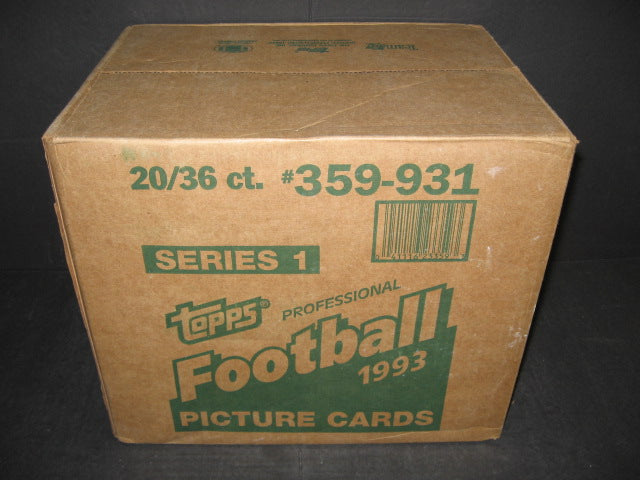 20/36 ct. #359-931
SERIES 1
Topps® PROFESSIONAL
Football
1993
PICTURE CARDS